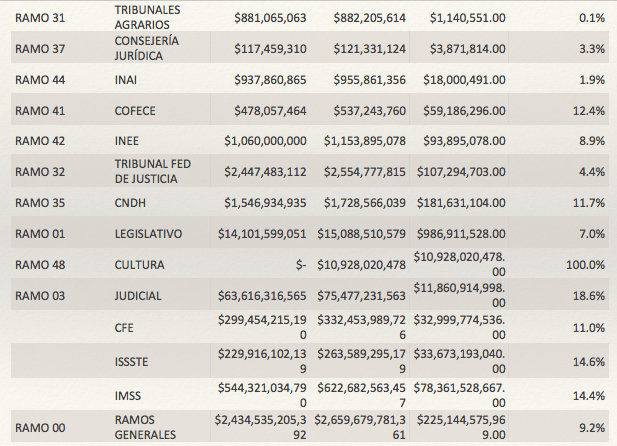 RAMO 31 TRIBUNALES AGRARIOS $881,065,063 $882,205,614 $1,140,551.00 0.1%
RAMO 37 CONSEJERÍA JURÍDICA $117,459,310 $121,331,124 $3,871,814.00 3.3%
RAMO 44 INAI $937,860,865 $955,861,356 $18,000,491.00 1.9%
RAMO 41 COFECE $478,057,464 $537,243,760 $59,186,296.00 12.4%
RAMO 42 INEE $1,060,000,000 $1,153,895,078 $93,895,078.00 8.9%
RAMO 32 TRIBUNAL FED DE JUSTICIA $2,447,483,112 $2,554,777,815 $107,294,703.00 4.4%
RAMO 35 CNDH $1,546,934,935 $1,728,566,039 $181,631,104.00 11.7%
RAMO 01 LEGISLATIVO $14,101,599,051 $15,088,510,579 $986,911,528.00 7.0%
RAMO 48 CULTURA $- $10,928,020,478 $10,928,020,478.00 100.0%
RAMO 03 JUDICIAL $63,616,316,565 $75,477,231,563 $11,860,914,998.00 18.6%
CFE $299,454,215,190 $332,453,989,726 $32,999,774,536.00 11.0%
ISSSTE $229,916,102,139 $263,589,295,179 $33,673,193,040.00 14.6%
IMSS $544,321,034,790 $622,682,563,457 $78,361,528,667.00 14.4%
RAMO 00 RAMOS GENERALES $2,434,535,205,392 $2,659,679,781,361 $225,144,575,969.00 9.2%